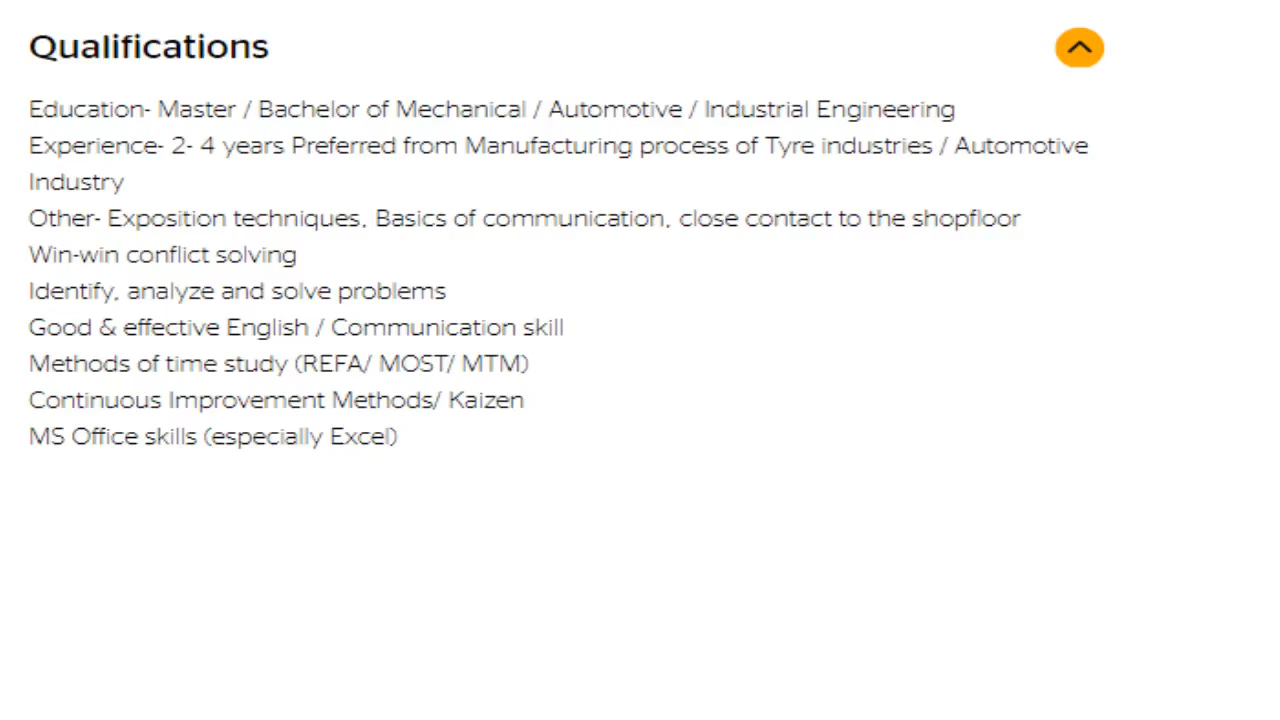 Qualifications
Education- Master / Bachelor of Mechanical / Automotive / Industrial Engineering
Experience- 2- 4 years Preferred from Manufacturing process of Tyre industries / Automotive
Industry
Other- Exposition techniques, Basics of communication, close contact to the shopfloor
Win-win conflict solving
Identify, analyze and solve problems
Good & effective English / Communication skill
Methods of time study (REFA/ MOST/ MTM)
Continuous Improvement Methods/ Kaizen
MS Office skills (especially Excel)